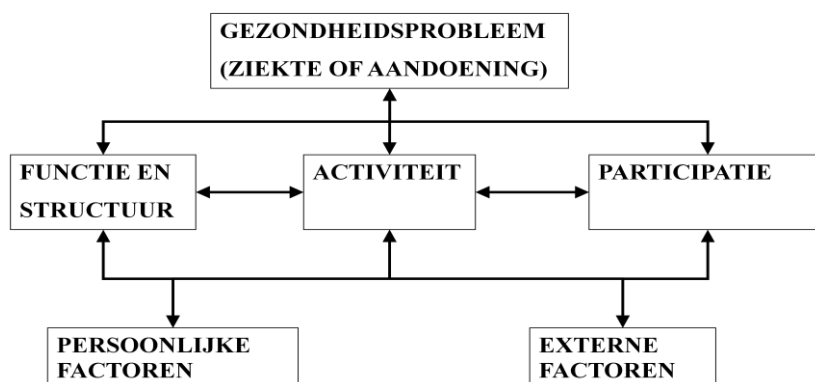 GEZONDHEIDSPROBLEEM
(ZIEKTE OF AANDOENING)
FUNCTIE EN
STRUCTUUR
ACTIVITEIT
PARTICIPATIE
PERSOONLIJKE
FACTOREN
EXTERNE
FACTOREN